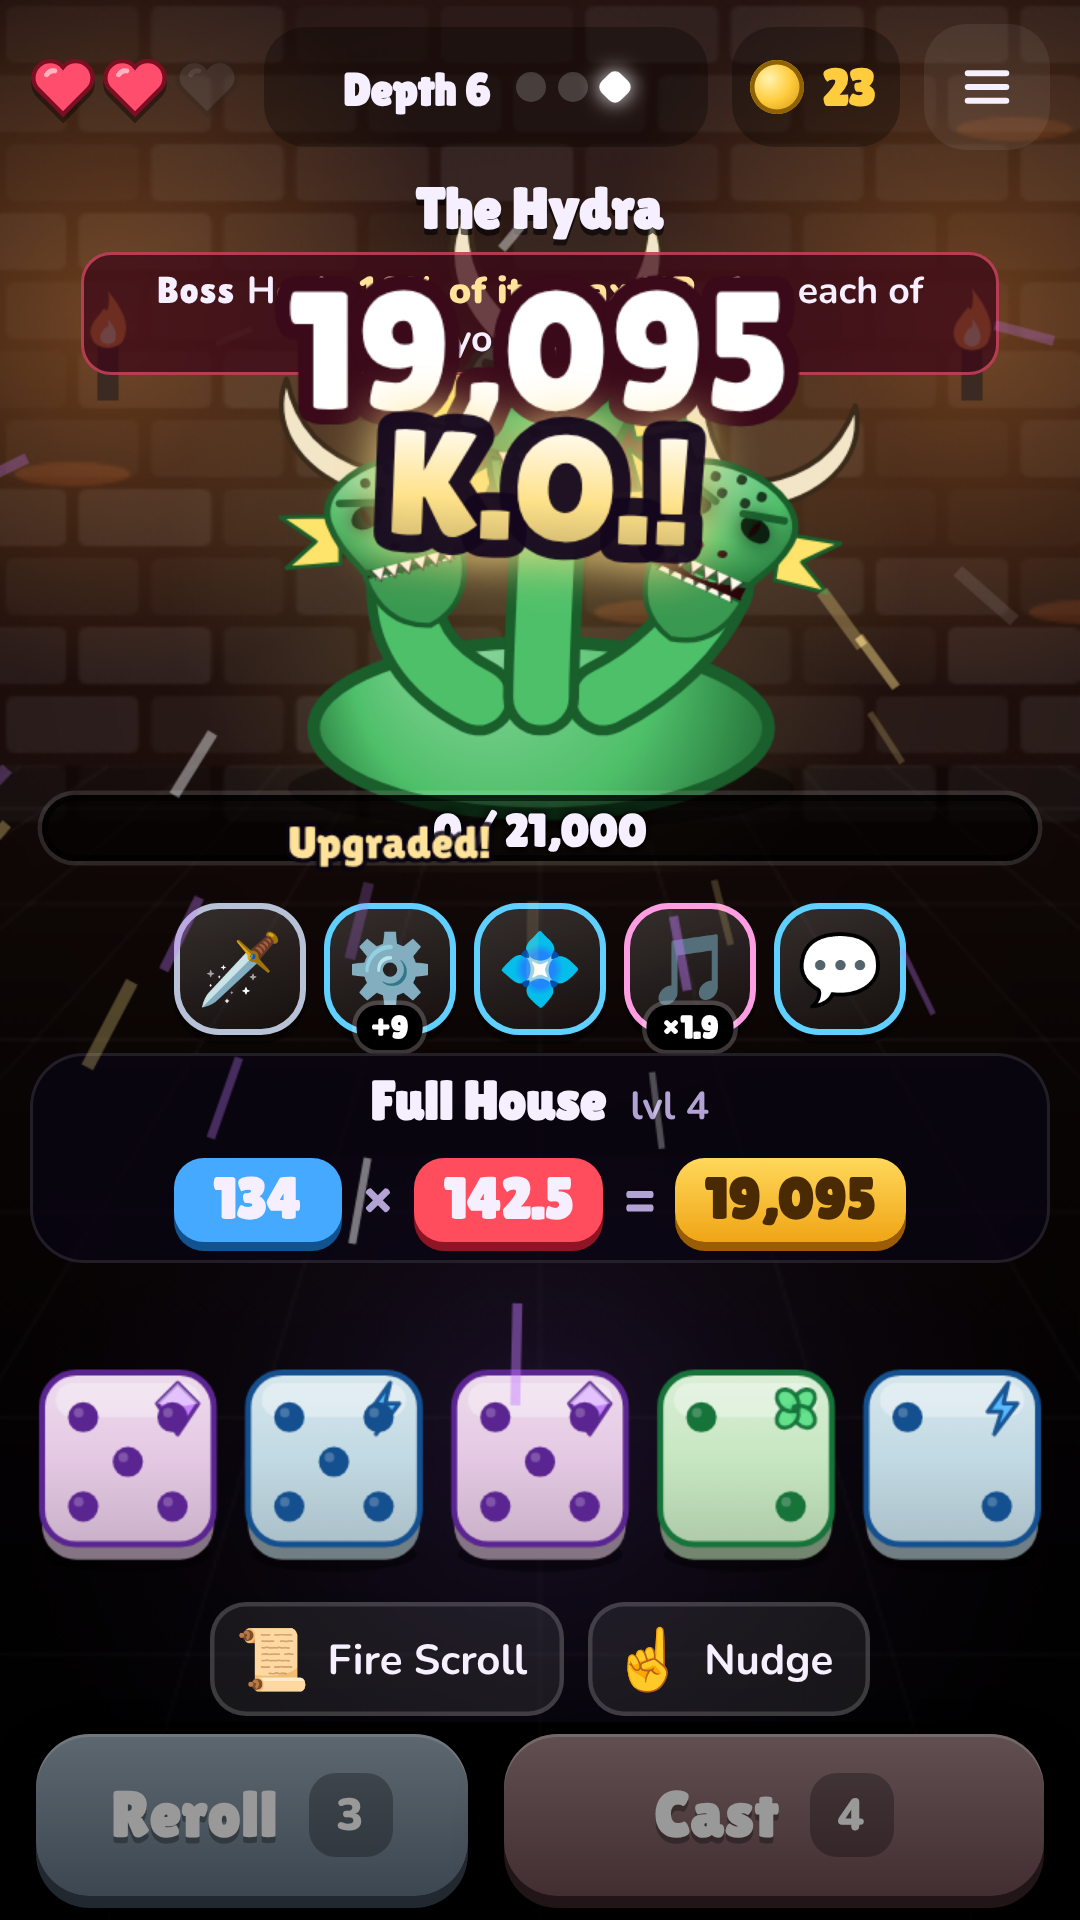 Depth 6
23
The Hydra
Boss of each of
19,095
K.O.!
21,000
Upgraded!
+9
×1.9
Full House lvl 4
134 × 142.5 = 19,095
Fire Scroll
Nudge
Reroll 3
Cast 4